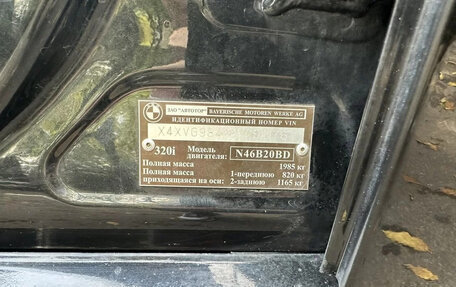 ЗАО "АВТОТОР" BAYERISCHE MOTOREN WERKE AG
ИДЕНТИФИКАЦИОННЫЙ НОМЕР VIN
320i Модель двигателя: N46B20BD
Полная масса 1985 кг
Полная масса 1-переднюю 820 кг
приходящаяся на оси: 2-заднюю 1165 кг